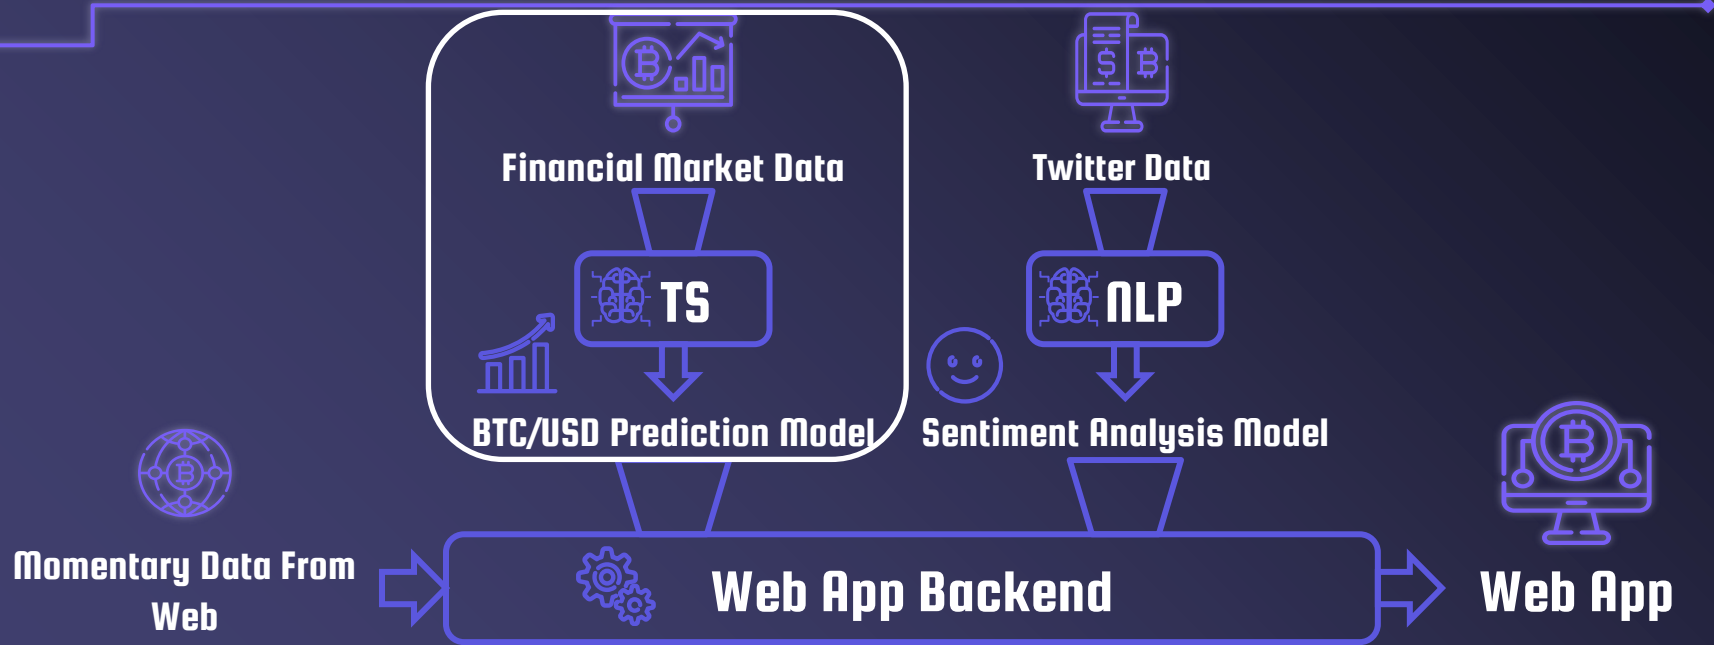 Financial Market Data
Twitter Data
TS
NLP
BTC/USD Prediction Model
Sentiment Analysis Model
Momentary Data From
Web
Web App Backend
Web App